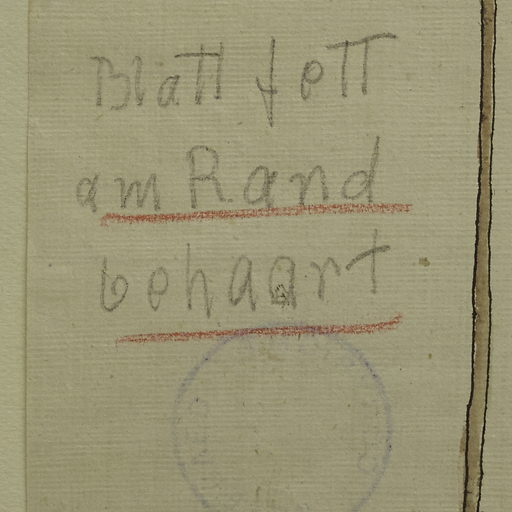 Blatt fett
am Rand
behaart